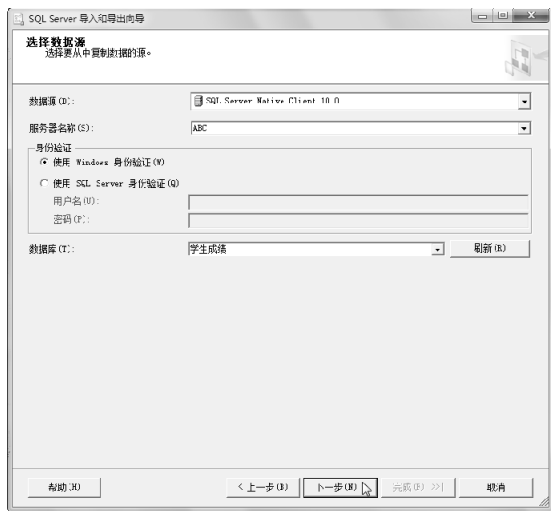 SQL Server 导入和导出向导
选择数据源
选择要从中复制数据的源。
数据源(D):
SQL Server Native Client 10.0
服务器名称(S):
ABC
身份验证
使用 Windows 身份验证(W)
使用 SQL Server 身份验证(Q)
用户名(U):
密码(P):
数据库(T):
学生成绩
刷新(R)
帮助(H)
< 上一步(B)
下一步(N)
完成(F) >>|
取消